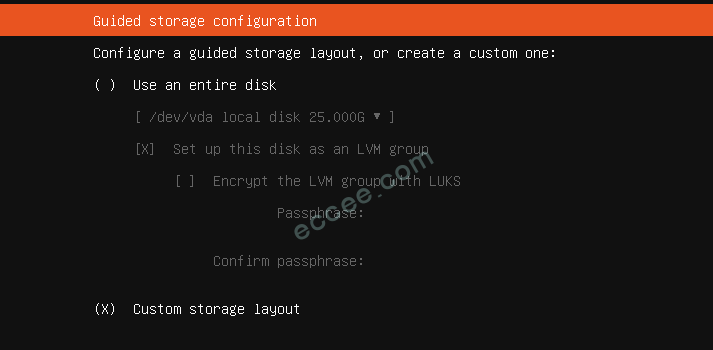 Guided storage configuration
Configure a guided storage layout, or create a custom one:
( ) Use an entire disk
[ /dev/vda local disk 25.000G ▾ ]
[X] Set up this disk as an LVM group
[ ] Encrypt the LVM group with LUKS
Passphrase:
Confirm passphrase:
(X) Custom storage layout
eccee.com